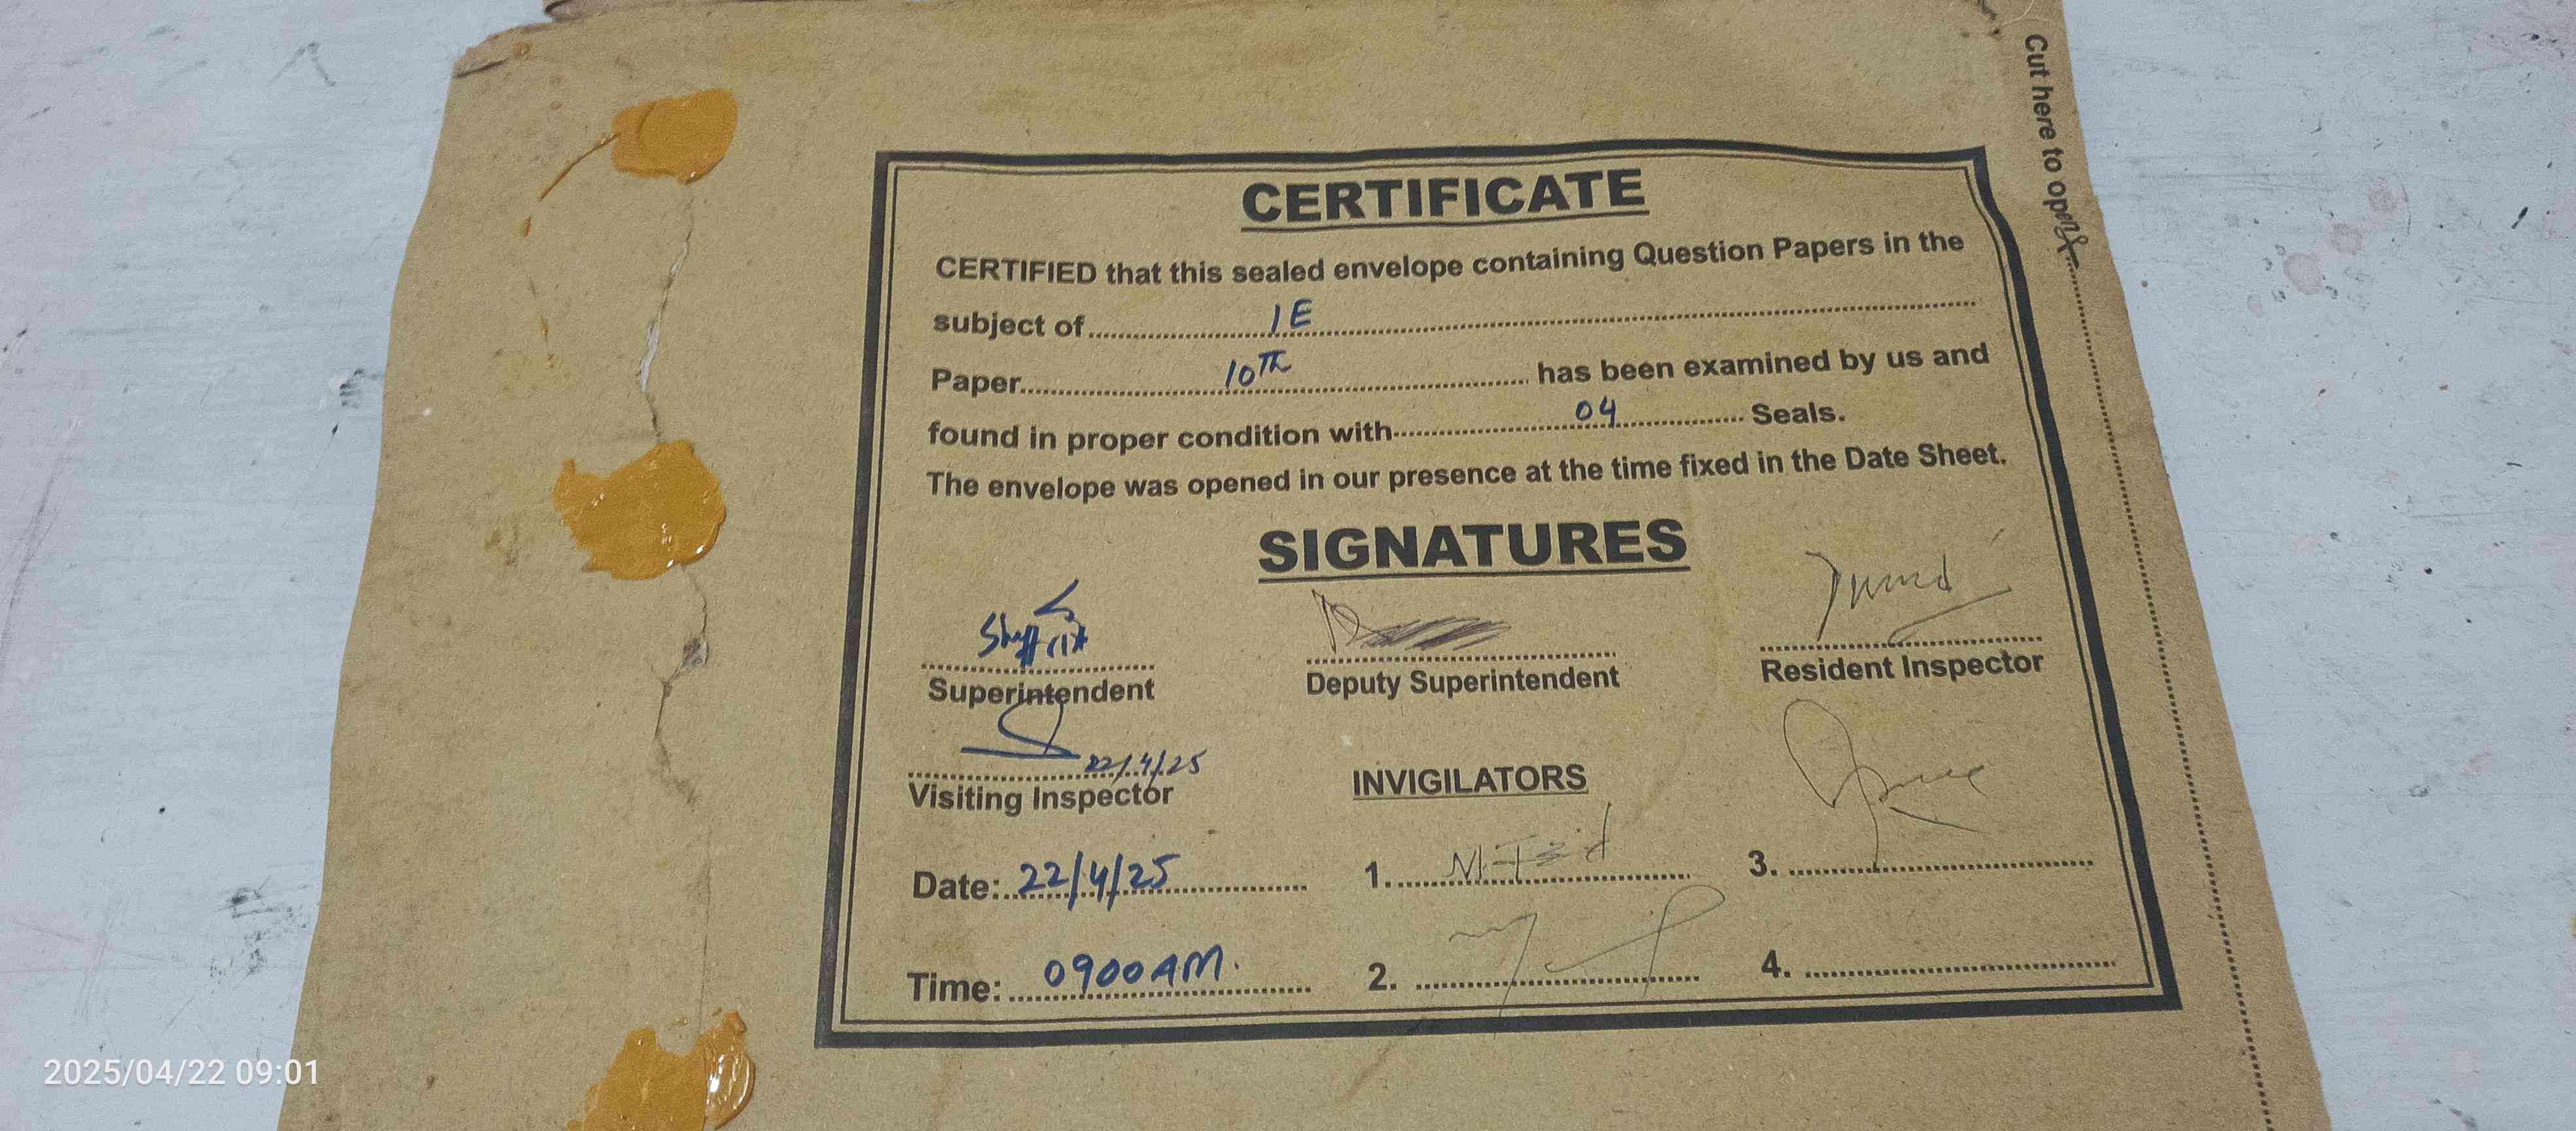 Cut here to open
CERTIFICATE
CERTIFIED that this sealed envelope containing Question Papers in the
subject of.......... IE ..........
Paper.......... 10Th .......... has been examined by us and
found in proper condition with.......... 04 .......... Seals.
The envelope was opened in our presence at the time fixed in the Date Sheet.
SIGNATURES
Superintendent Deputy Superintendent Resident Inspector
22/4/25
Visiting Inspector INVIGILATORS
Date: 22/4/25 1. .......... 3. ..........
Time: 0900 AM. 2. .......... 4. ..........
2025/04/22 09:01